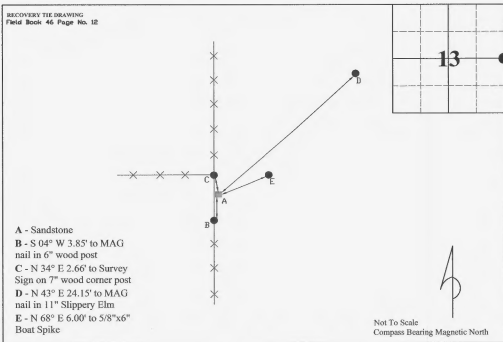 RECOVERY TIE DRAWING
Field Book 46 Page No. 12
13
D
C
E
A
B
A - Sandstone
B - S 04° W 3.85' to MAG
nail in 6" wood post
C - N 34° E 2.66' to Survey
Sign on 7" wood corner post
D - N 43° E 24.15' to MAG
nail in 11" Slippery Elm
E - N 68° E 6.00' to 5/8"x6"
Boat Spike
Not To Scale
Compass Bearing Magnetic North